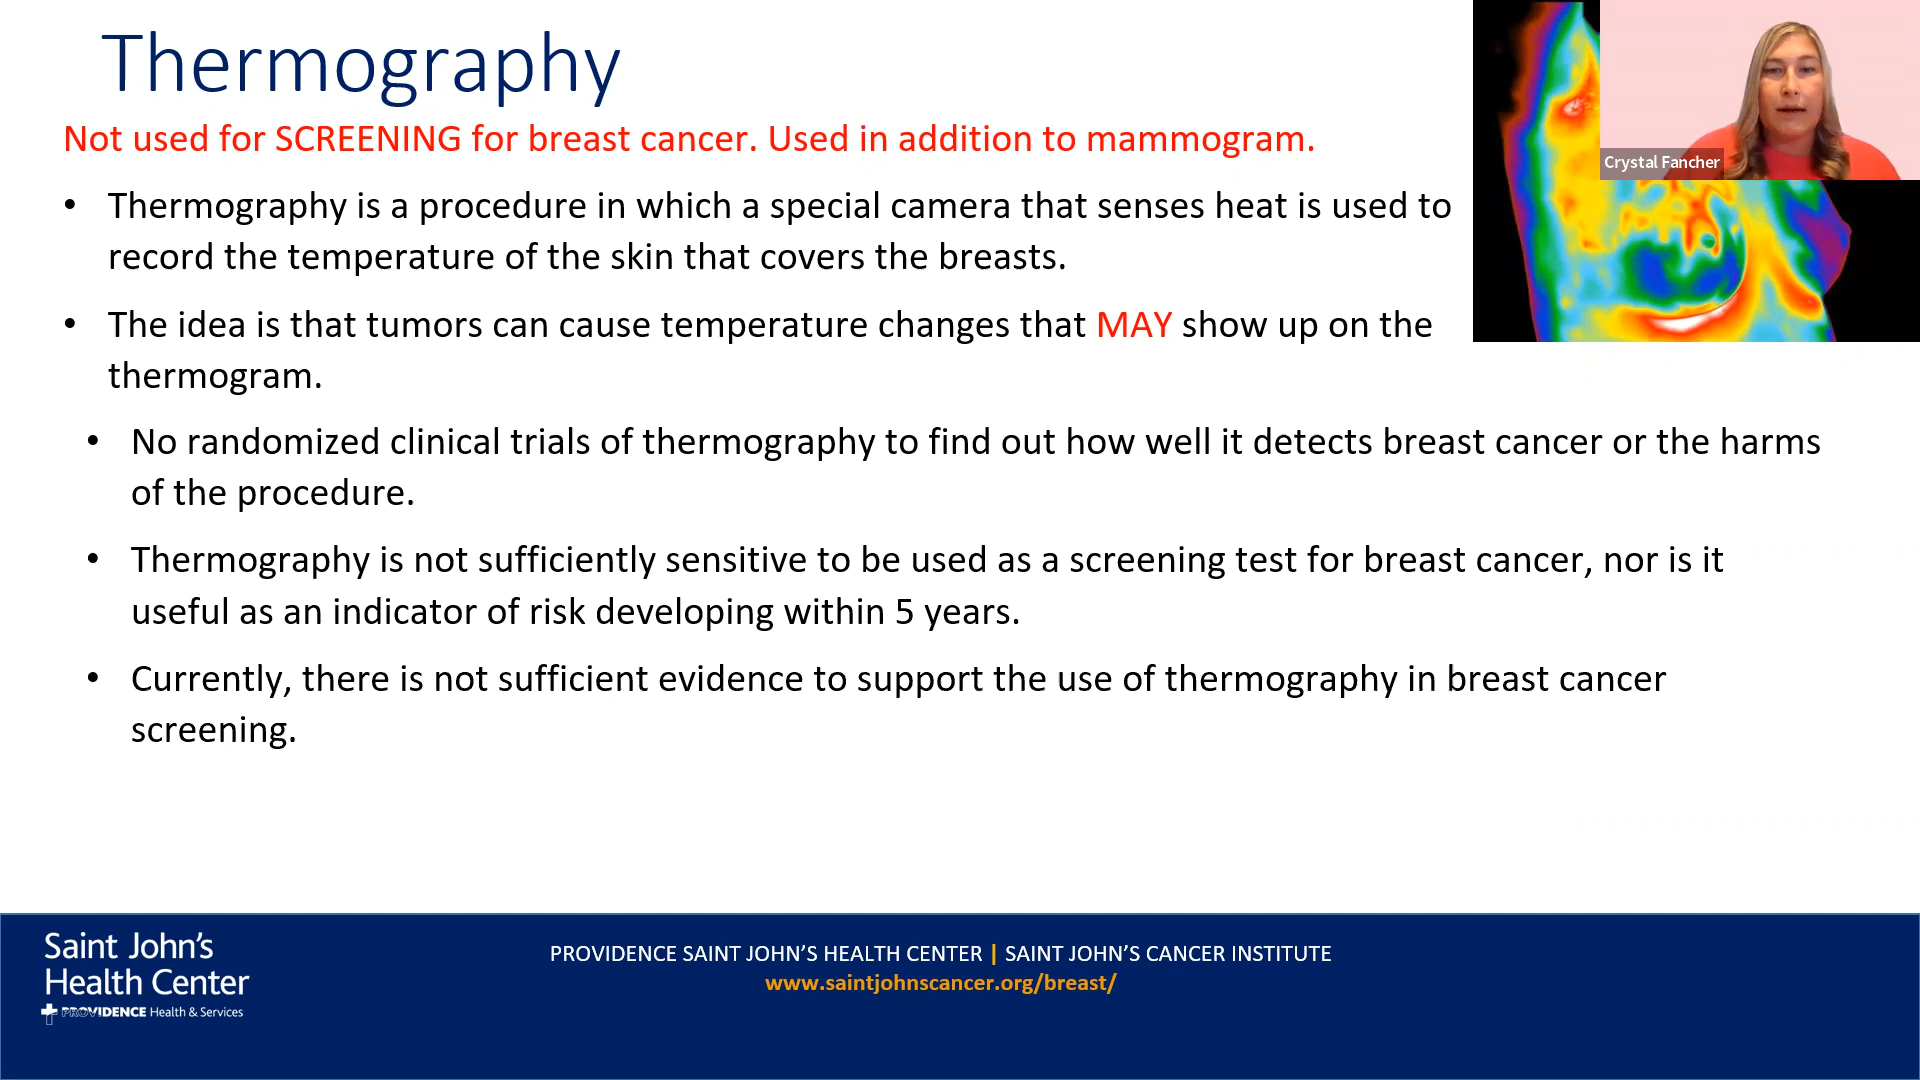 Thermography
Crystal Fancher
Not used for SCREENING for breast cancer. Used in addition to mammogram.
• Thermography is a procedure in which a special camera that senses heat is used to
record the temperature of the skin that covers the breasts.
• The idea is that tumors can cause temperature changes that MAY show up on the
thermogram.
• No randomized clinical trials of thermography to find out how well it detects breast cancer or the harms
of the procedure.
• Thermography is not sufficiently sensitive to be used as a screening test for breast cancer, nor is it
useful as an indicator of risk developing within 5 years.
• Currently, there is not sufficient evidence to support the use of thermography in breast cancer
screening.
Saint John's
Health Center
PROVIDENCE Health & Services
PROVIDENCE SAINT JOHN'S HEALTH CENTER | SAINT JOHN'S CANCER INSTITUTE
www.saintjohnscancer.org/breast/